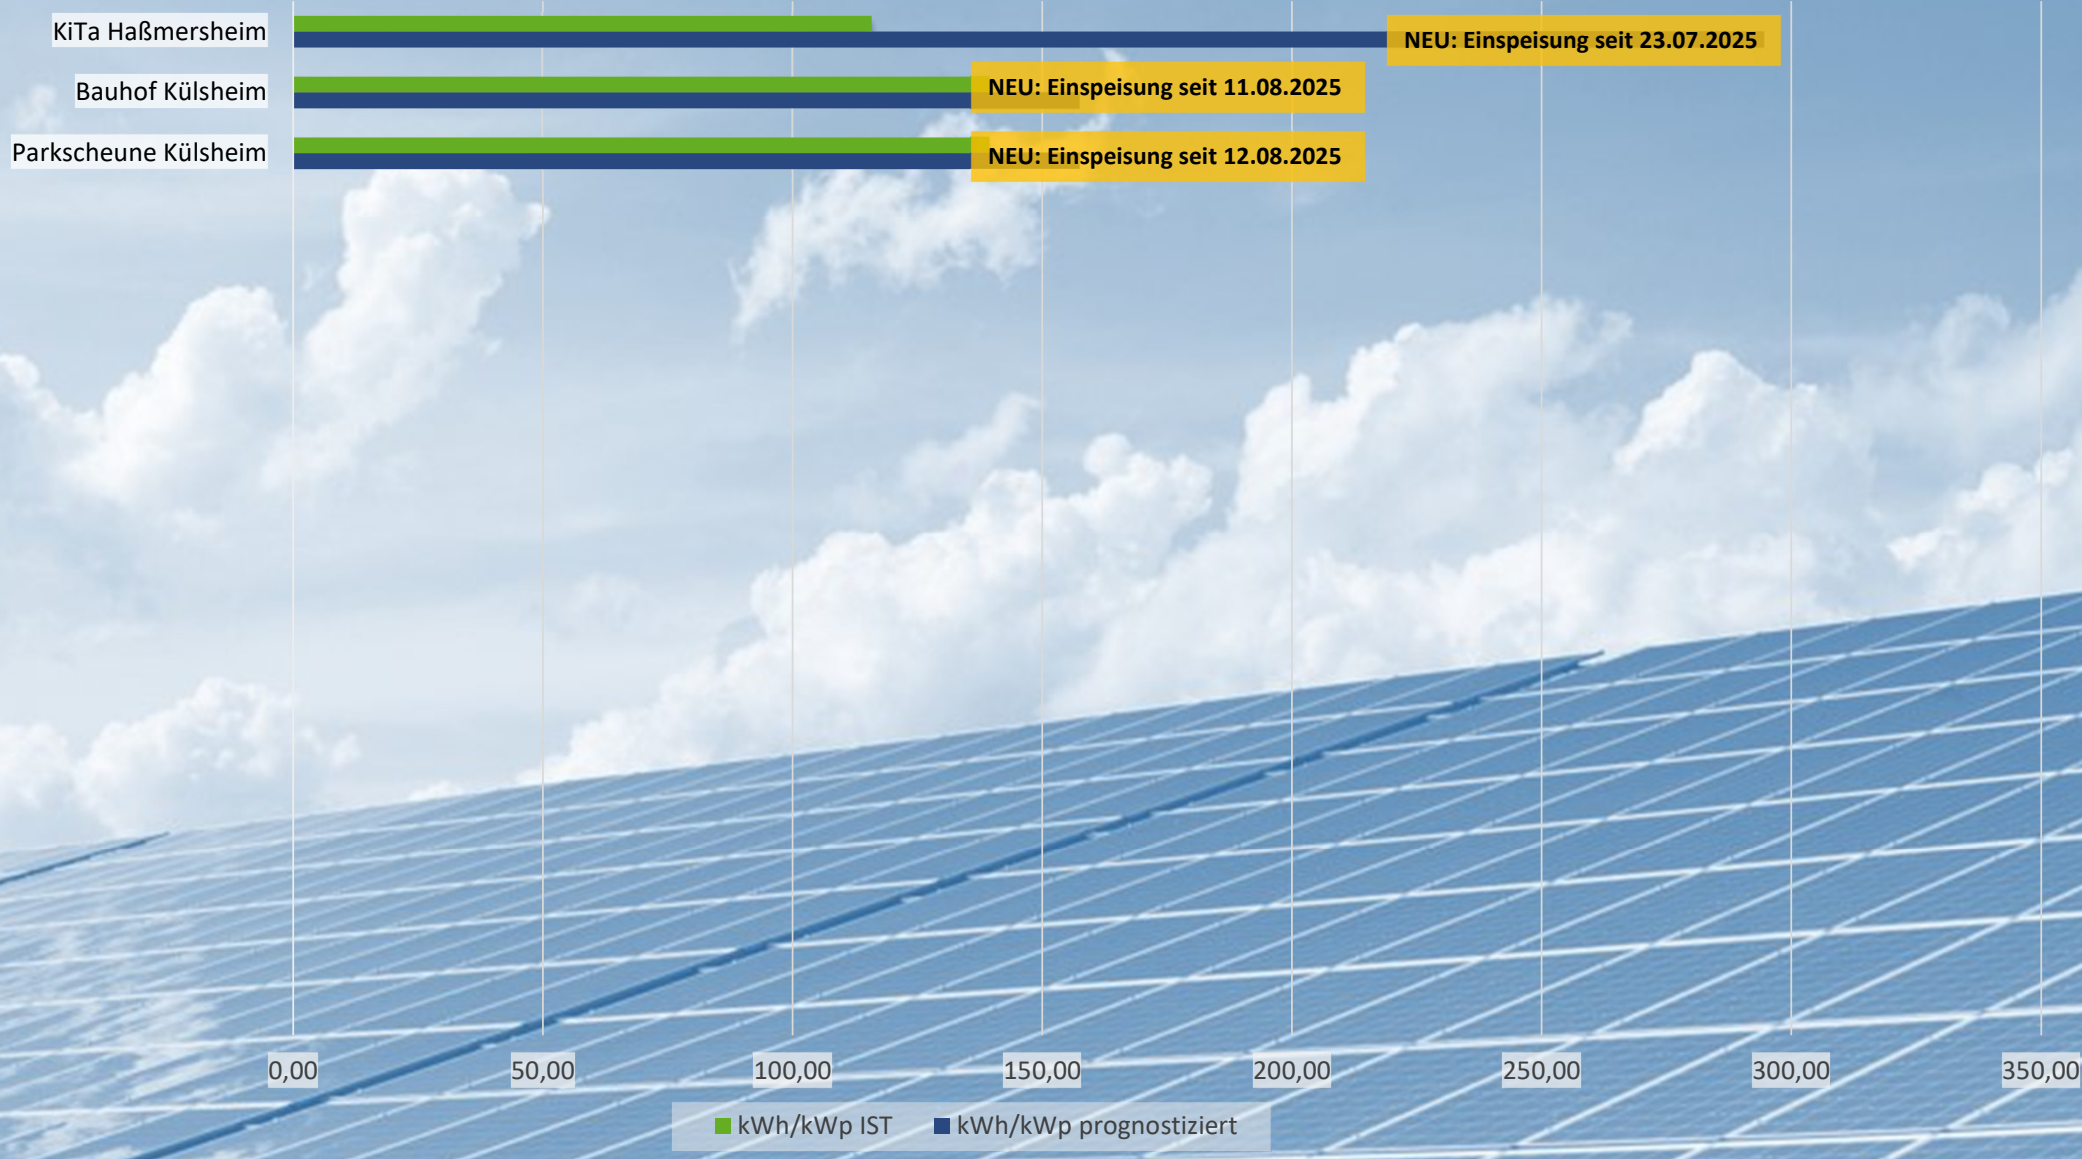 KiTa Haßmersheim
NEU: Einspeisung seit 23.07.2025
Bauhof Külsheim
NEU: Einspeisung seit 11.08.2025
Parkscheune Külsheim
NEU: Einspeisung seit 12.08.2025
0,00 50,00 100,00 150,00 200,00 250,00 300,00 350,00
kWh/kWp IST kWh/kWp prognostiziert